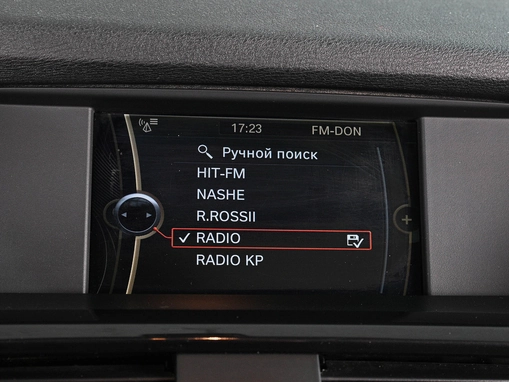 17:23 FM-DON
Ручной поиск
HIT-FM
NASHE
R.ROSSII
RADIO
RADIO KP